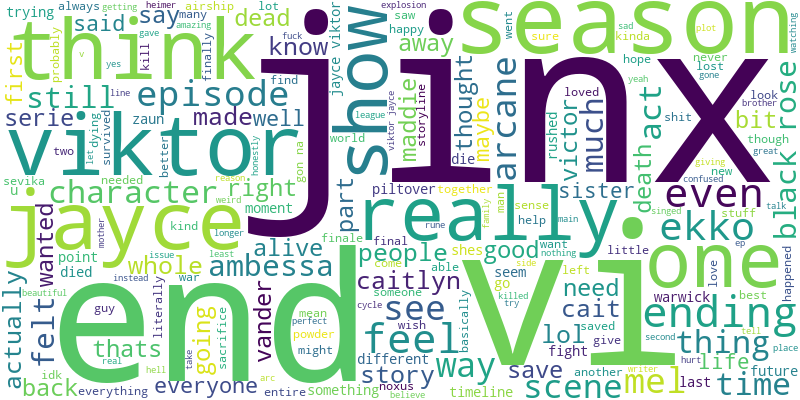 trying always getting many airship heimer lot explosion
think said say dead fuck saw happy
first probably v yes kill gave finally amazing know away
still episode line find
serie made well
viktor zaun two dying let survived better
jinx
jayce viktor
show
league viktor jayce storyline maddie
season
went sure kinda never hope lost gone sad plot watching yeah
thought die maybe loved shit look brother
arcane rushed victor much act bit though great black rose
sevika cl needed character right gon na world
reason weird honestly
jayce kind moment mother longer
part piltover together sister death new giving confused
really man sense help main family
even singed stuff talk
one ekko
wanted whole point died issue least alive ambessa
finale final people good shes
rune come able someone
want nothing little seem go
actually felt guy war literally going sacrifice vander
caitlyn see
end
vi
need cait left warwick love best happened
ending
thats mean perfect powder might feel wish way basically
different lol fight saved give save killed try side
thing life second tell
idk beautiful instead real hell take
back everything everyone entire arc something story cycle noxus
timeline believe another scene hurt writer mel last ep place future time